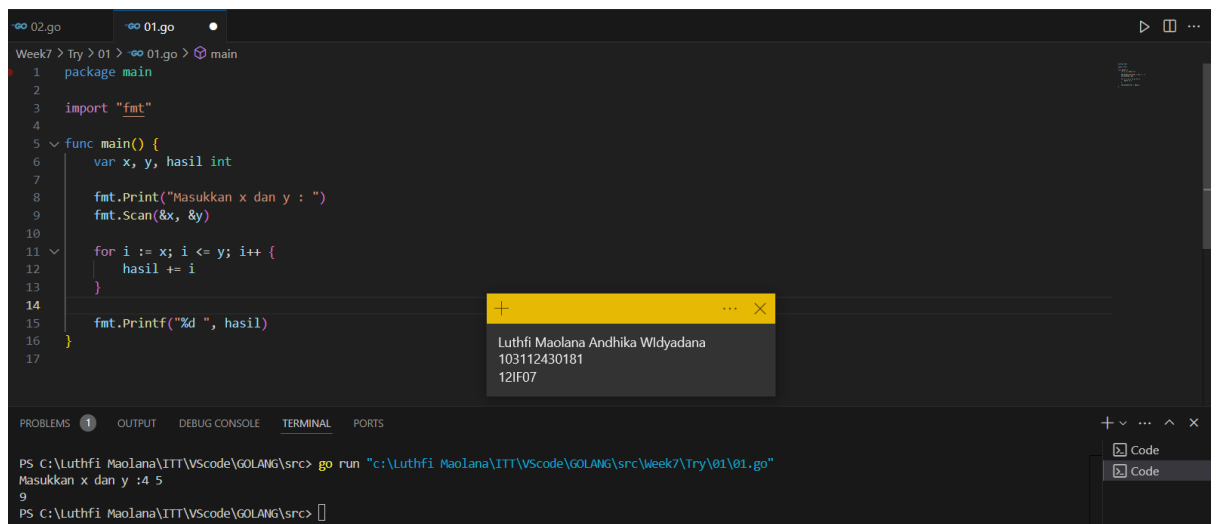 GO 02.go GO 01.go
Week7 > Try > 01 > GO 01.go > main
1 package main
2
3 import "fmt"
4
5 func main() {
6 var x, y, hasil int
7
8 fmt.Print("Masukkan x dan y : ")
9 fmt.Scan(&x, &y)
10
11 for i := x; i <= y; i++ {
12 hasil += i
13 }
14
15 fmt.Printf("%d ", hasil)
16 }
17
Luthfi Maolana Andhika WIdyadana
103112430181
12IF07
PROBLEMS 1 OUTPUT DEBUG CONSOLE TERMINAL PORTS
PS C:\Luthfi Maolana\ITT\VScode\GOLANG\src> go run "c:\Luthfi Maolana\ITT\VScode\GOLANG\src\Week7\Try\01\01.go"
Masukkan x dan y :4 5
9
PS C:\Luthfi Maolana\ITT\VScode\GOLANG\src>
Code
Code